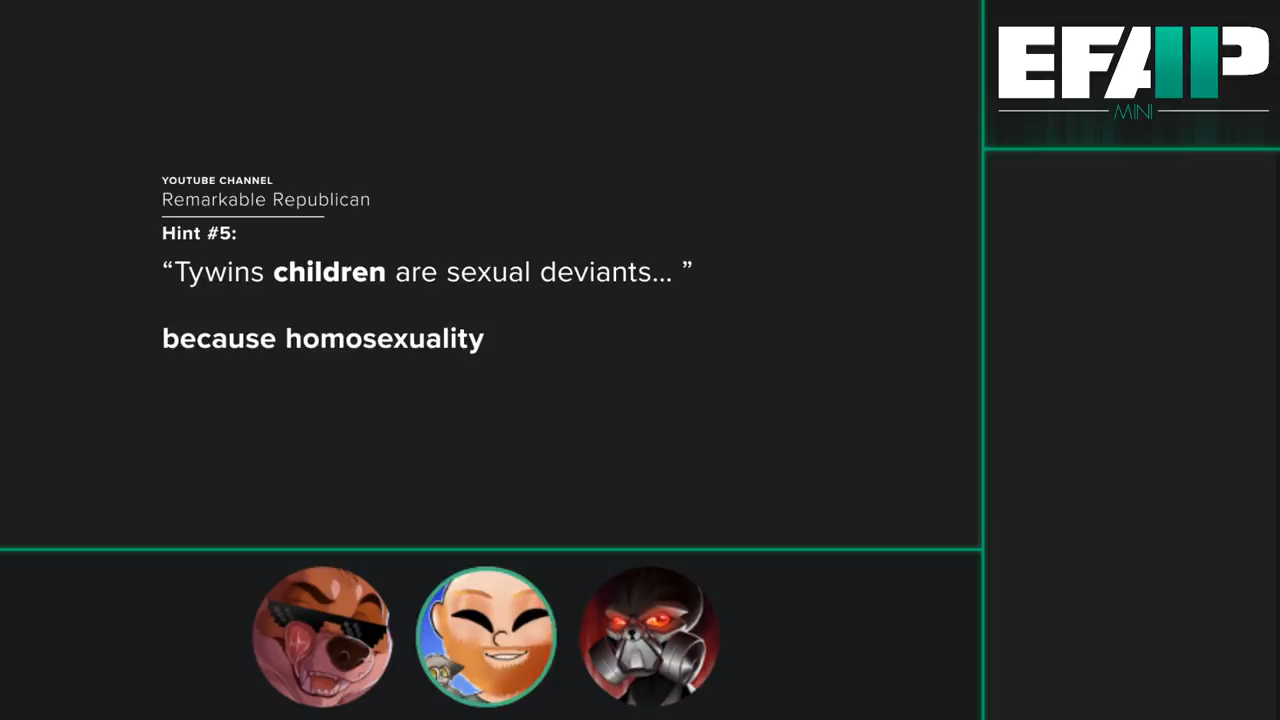 EFAP
MINI
YOUTUBE CHANNEL
Remarkable Republican
Hint #5:
“Tywins children are sexual deviants... ”
because homosexuality